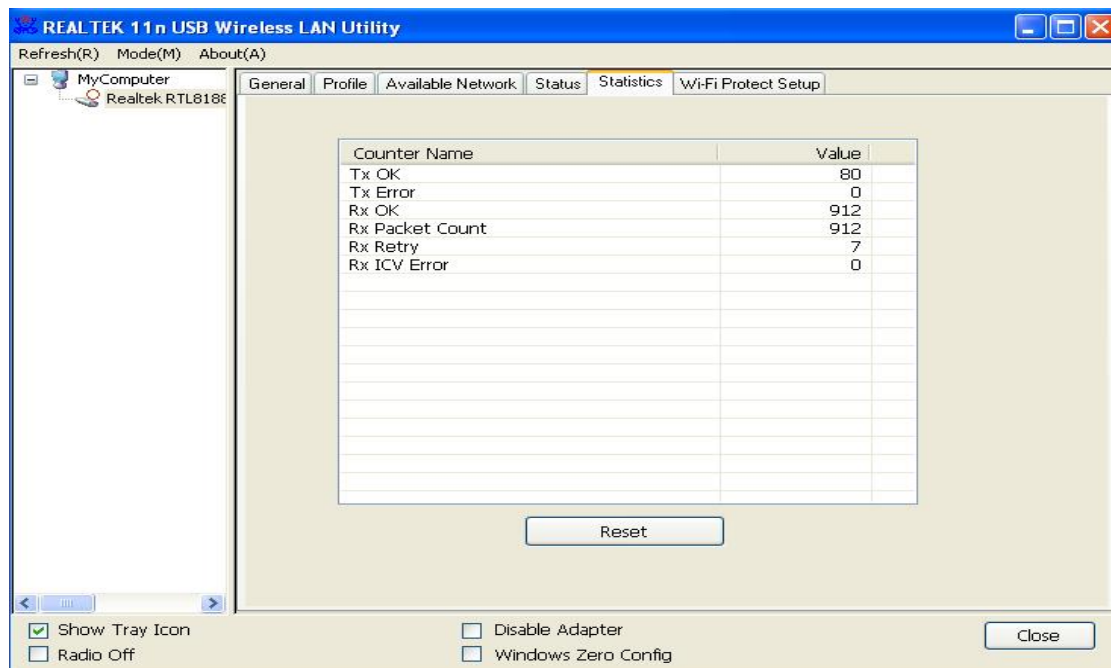 REALTEK 11n USB Wireless LAN Utility
Refresh(R) Mode(M) About(A)
MyComputer
Realtek RTL8188
General Profile Available Network Status Statistics Wi-Fi Protect Setup
Counter Name Value
Tx OK 80
Tx Error 0
Rx OK 912
Rx Packet Count 912
Rx Retry 7
Rx ICV Error 0
Reset
Show Tray Icon Disable Adapter
Radio Off Windows Zero Config
Close